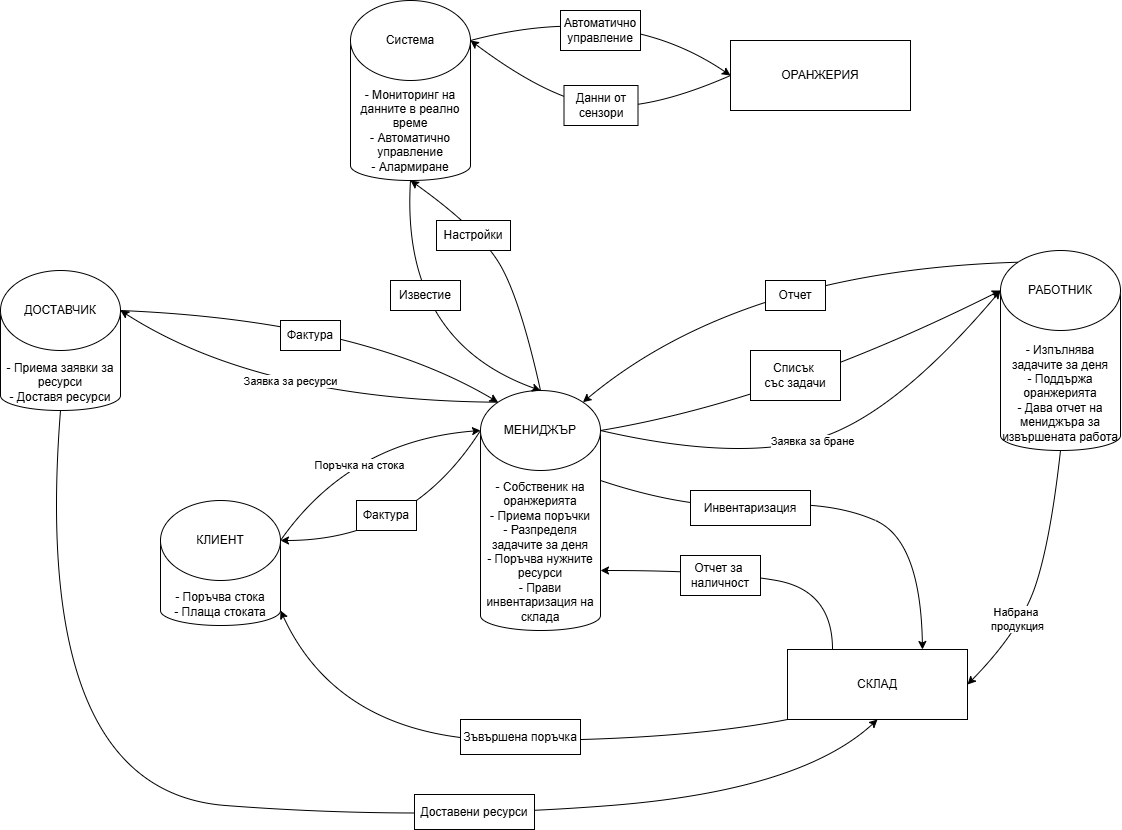 Система
- Мониторинг на
данните в реално
време
- Автоматично
управление
- Алармиране
Автоматично
управление
Данни от
сензори
ОРАНЖЕРИЯ
Настройки
Известие
ДОСТАВЧИК
- Приема заявки за
ресурси
- Доставя ресурси
Фактура
Заявка за ресурси
Отчет
Списък
със задачи
Заявка за бране
РАБОТНИК
- Изпълнява
задачите за деня
- Поддържа
оранжерията
- Дава отчет на
мениджъра за
извършената работа
МЕНИДЖЪР
- Собственик на
оранжерията
- Приема поръчки
- Разпределя
задачите за деня
- Поръчва нужните
ресурси
- Прави
инвентаризация на
склада
Поръчка на стока
Фактура
КЛИЕНТ
- Поръчва стока
- Плаща стоката
Инвентаризация
Отчет за
наличност
Набрана
продукция
СКЛАД
Зъвършена поръчка
Доставени ресурси